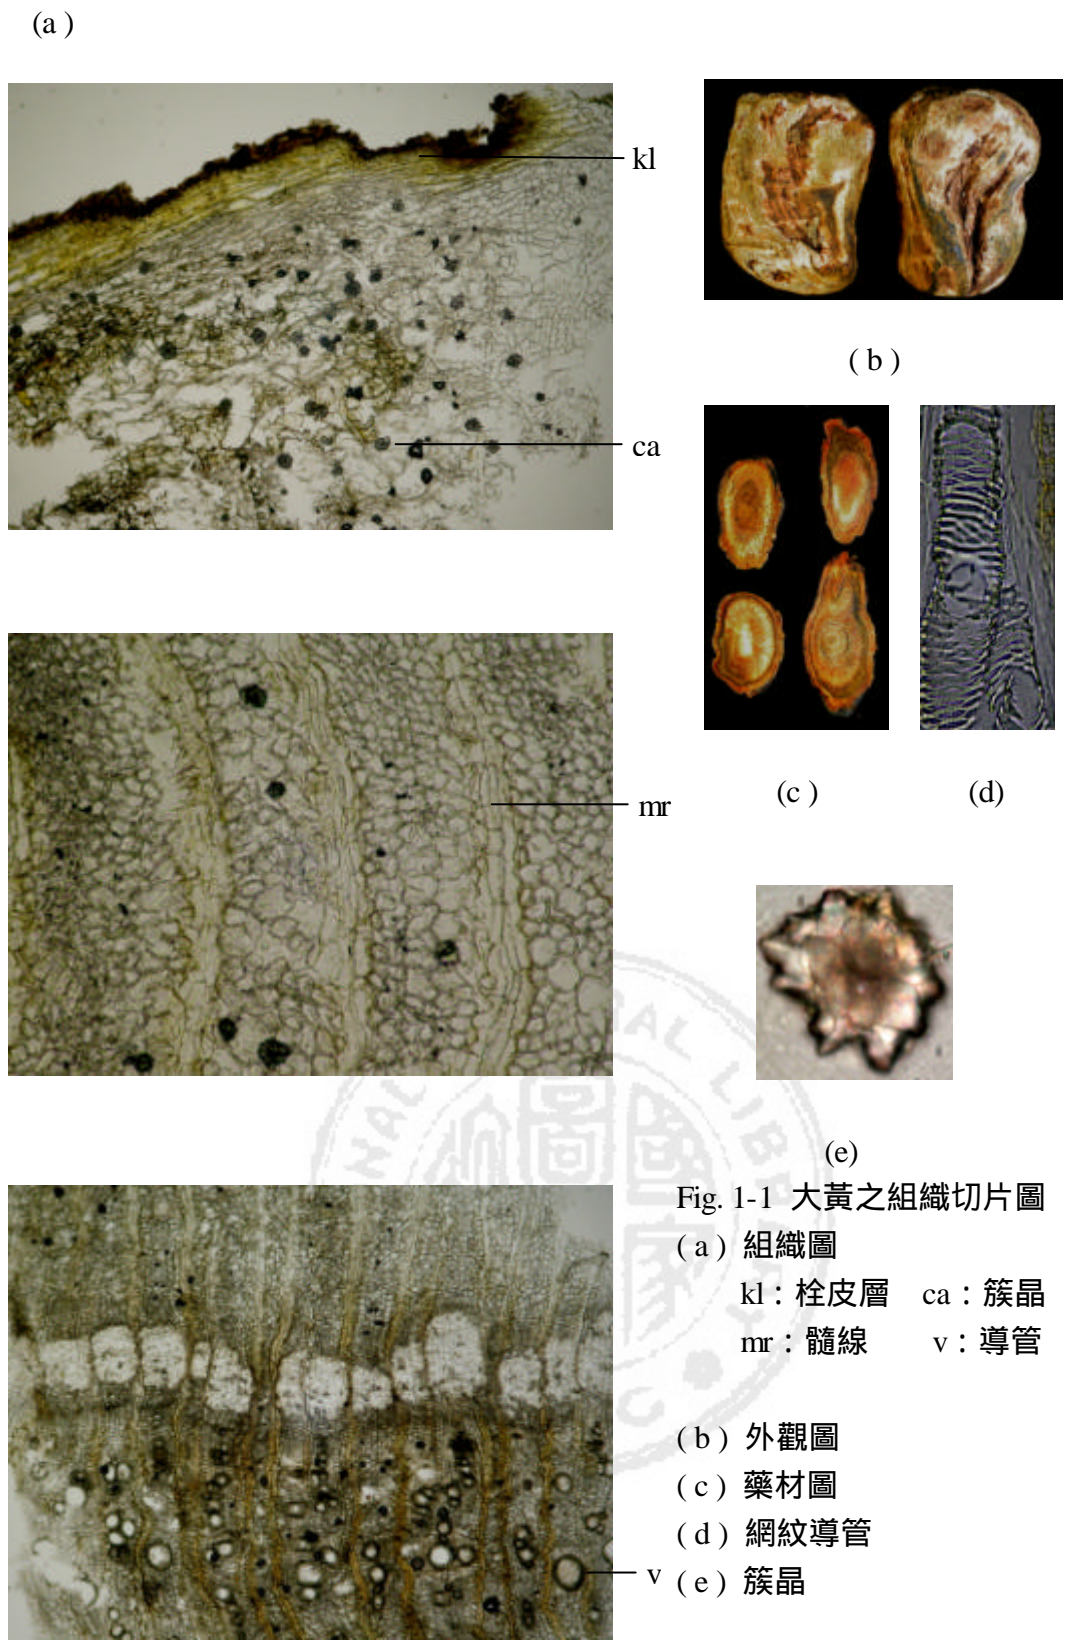 (a )
kl
( b )
ca
mr
(c )
(d)
(e)
Fig. 1-1 大黃之組織切片圖
( a ) 組織圖
kl：栓皮層 ca：簇晶
mr：髓線 v：導管
( b ) 外觀圖
( c ) 藥材圖
( d ) 網紋導管
v
( e ) 簇晶